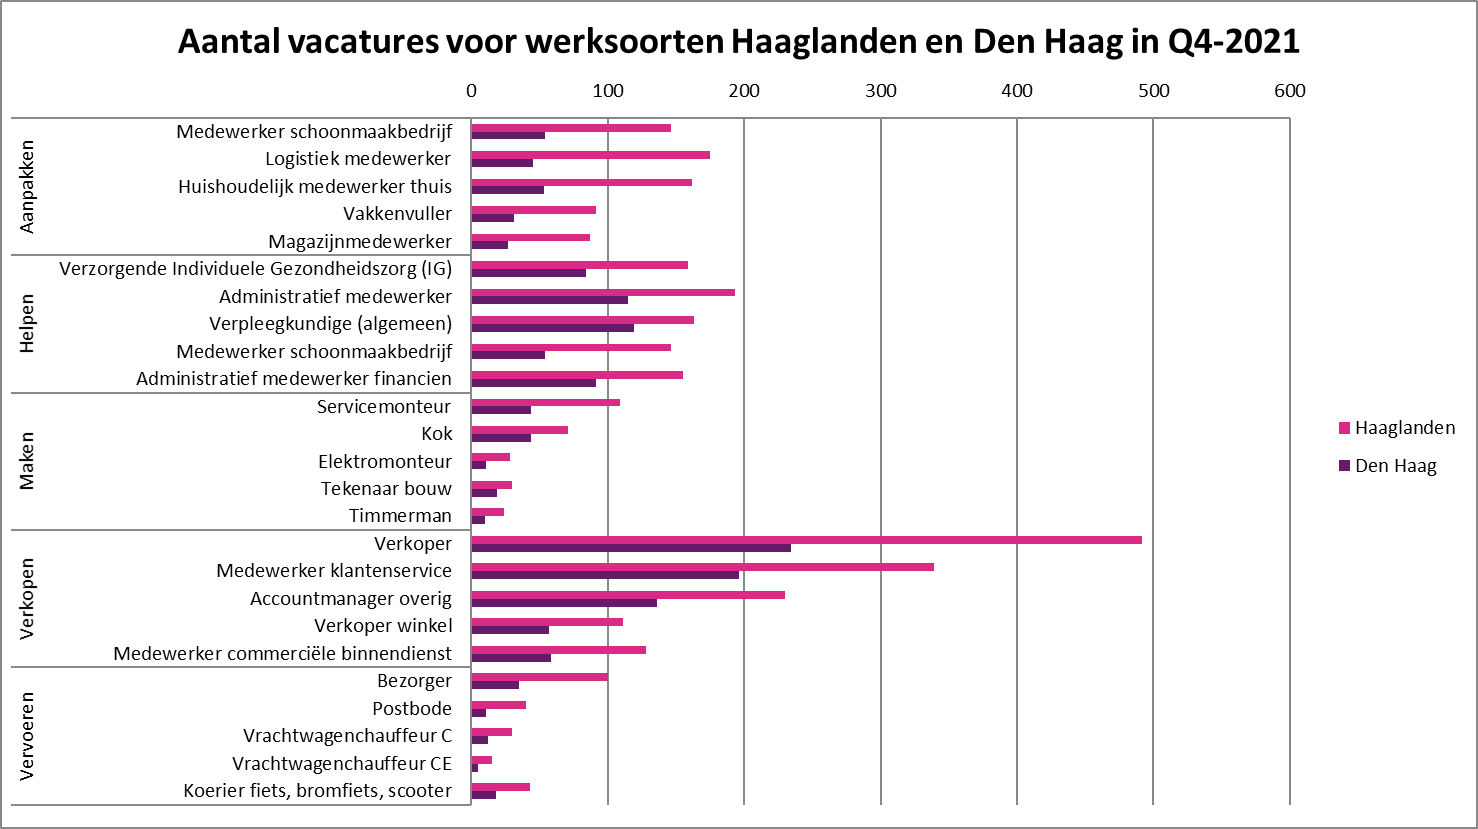 Aantal vacatures voor werksoorten Haaglanden en Den Haag in Q4-2021
0 100 200 300 400 500 600
Aanpakken
Medewerker schoonmaakbedrijf
Logistiek medewerker
Huishoudelijk medewerker thuis
Vakkenvuller
Magazijnmedewerker
Helpen
Verzorgende Individuele Gezondheidszorg (IG)
Administratief medewerker
Verpleegkundige (algemeen)
Medewerker schoonmaakbedrijf
Administratief medewerker financien
Maken
Servicemonteur
Kok
Elektromonteur
Tekenaar bouw
Timmerman
Verkopen
Verkoper
Medewerker klantenservice
Accountmanager overig
Verkoper winkel
Medewerker commerciële binnendienst
Vervoeren
Bezorger
Postbode
Vrachtwagenchauffeur C
Vrachtwagenchauffeur CE
Koerier fiets, bromfiets, scooter
Haaglanden
Den Haag